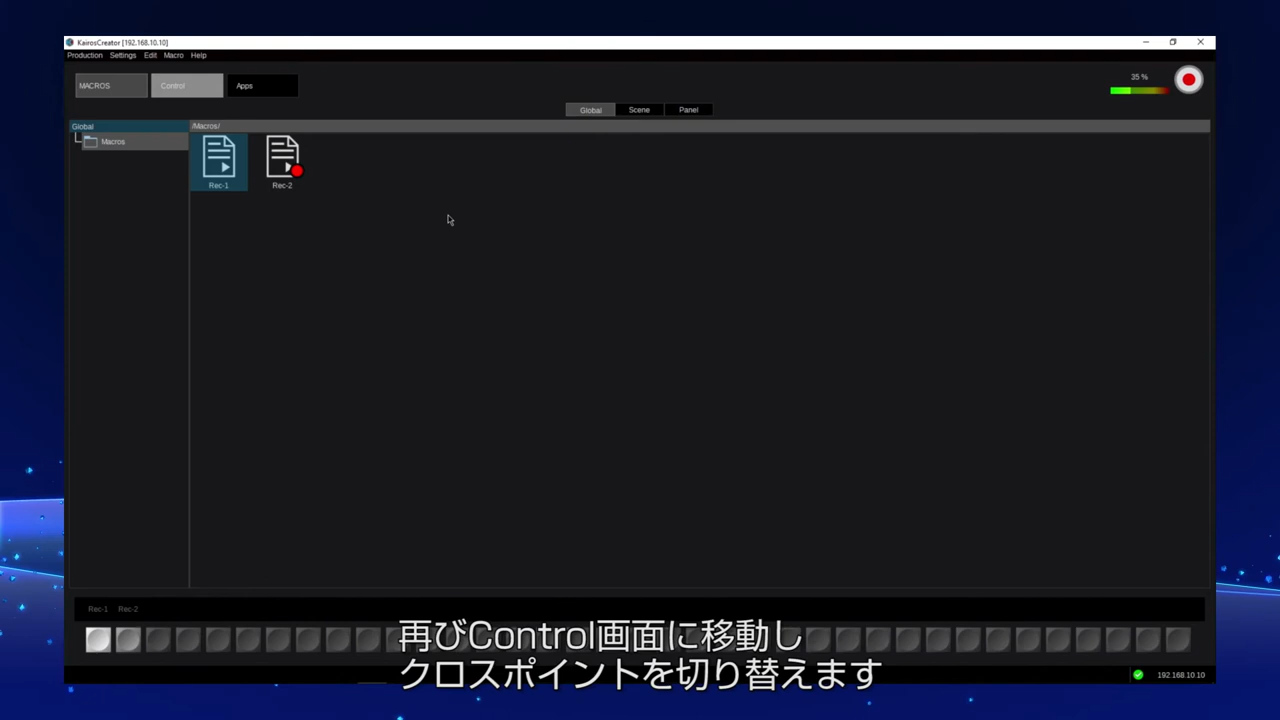 KairosCreator [192.168.10.10]
Production Settings Edit Macro Help
MACROS Control Apps
35 %
Global Scene Panel
Global
/Macros/
Macros
Rec-1 Rec-2
Rec-1 Rec-2
再びControl画面に移動し
クロスポイントを切り替えます
192.168.10.10